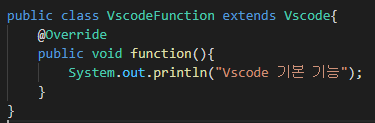 public class VscodeFunction extends Vscode{
    @Override
    public void function(){
        System.out.println("Vscode 기본 기능");
    }
}